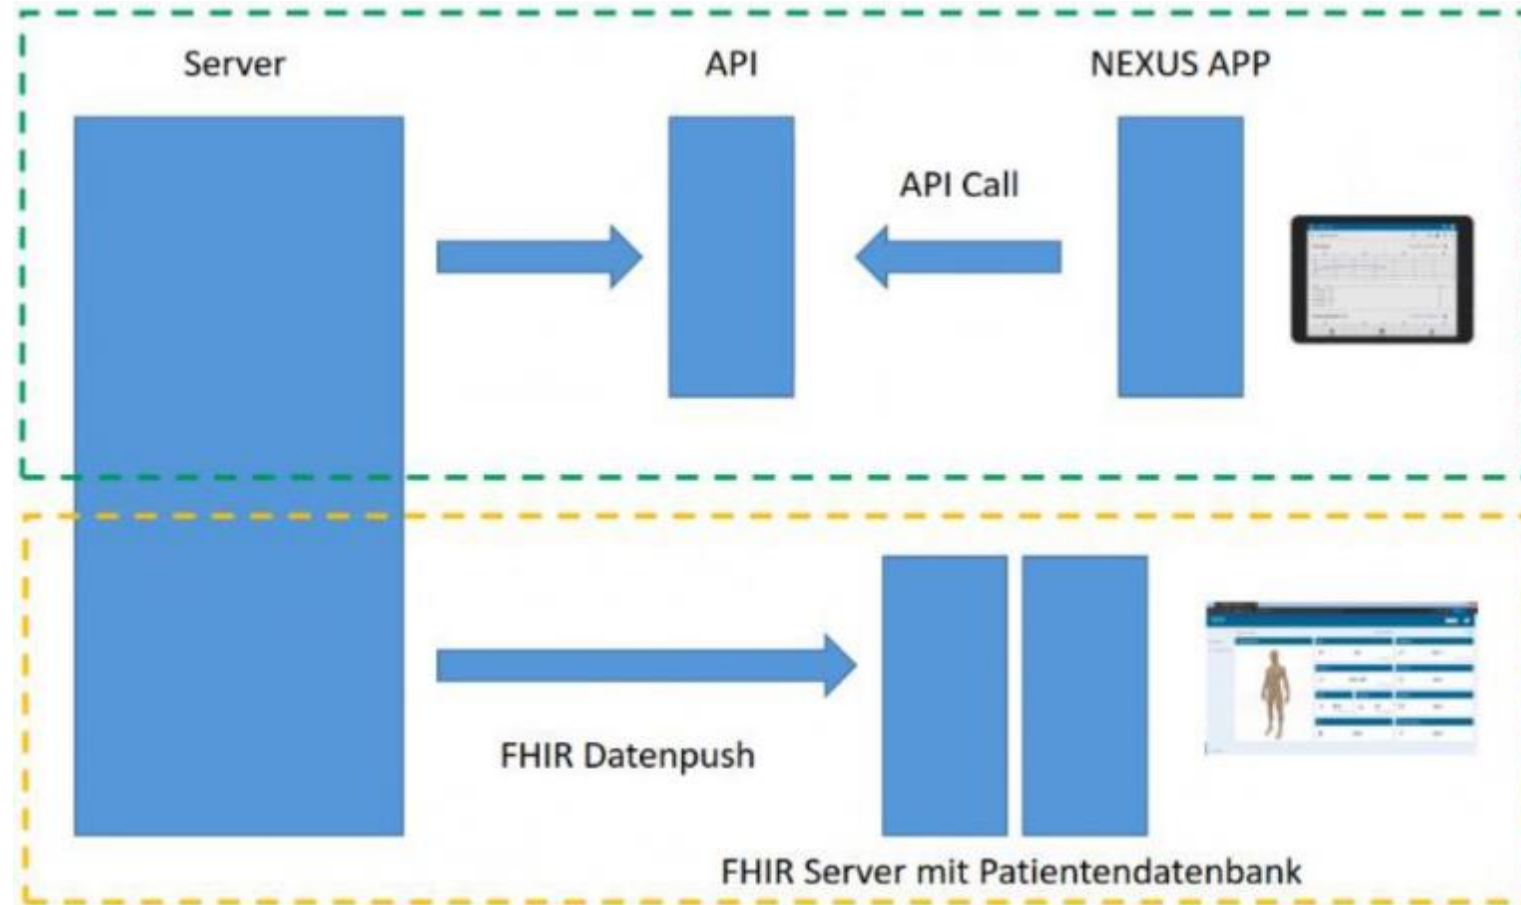 Server
API
NEXUS APP
API Call
FHIR Datenpush
FHIR Server mit Patientendatenbank